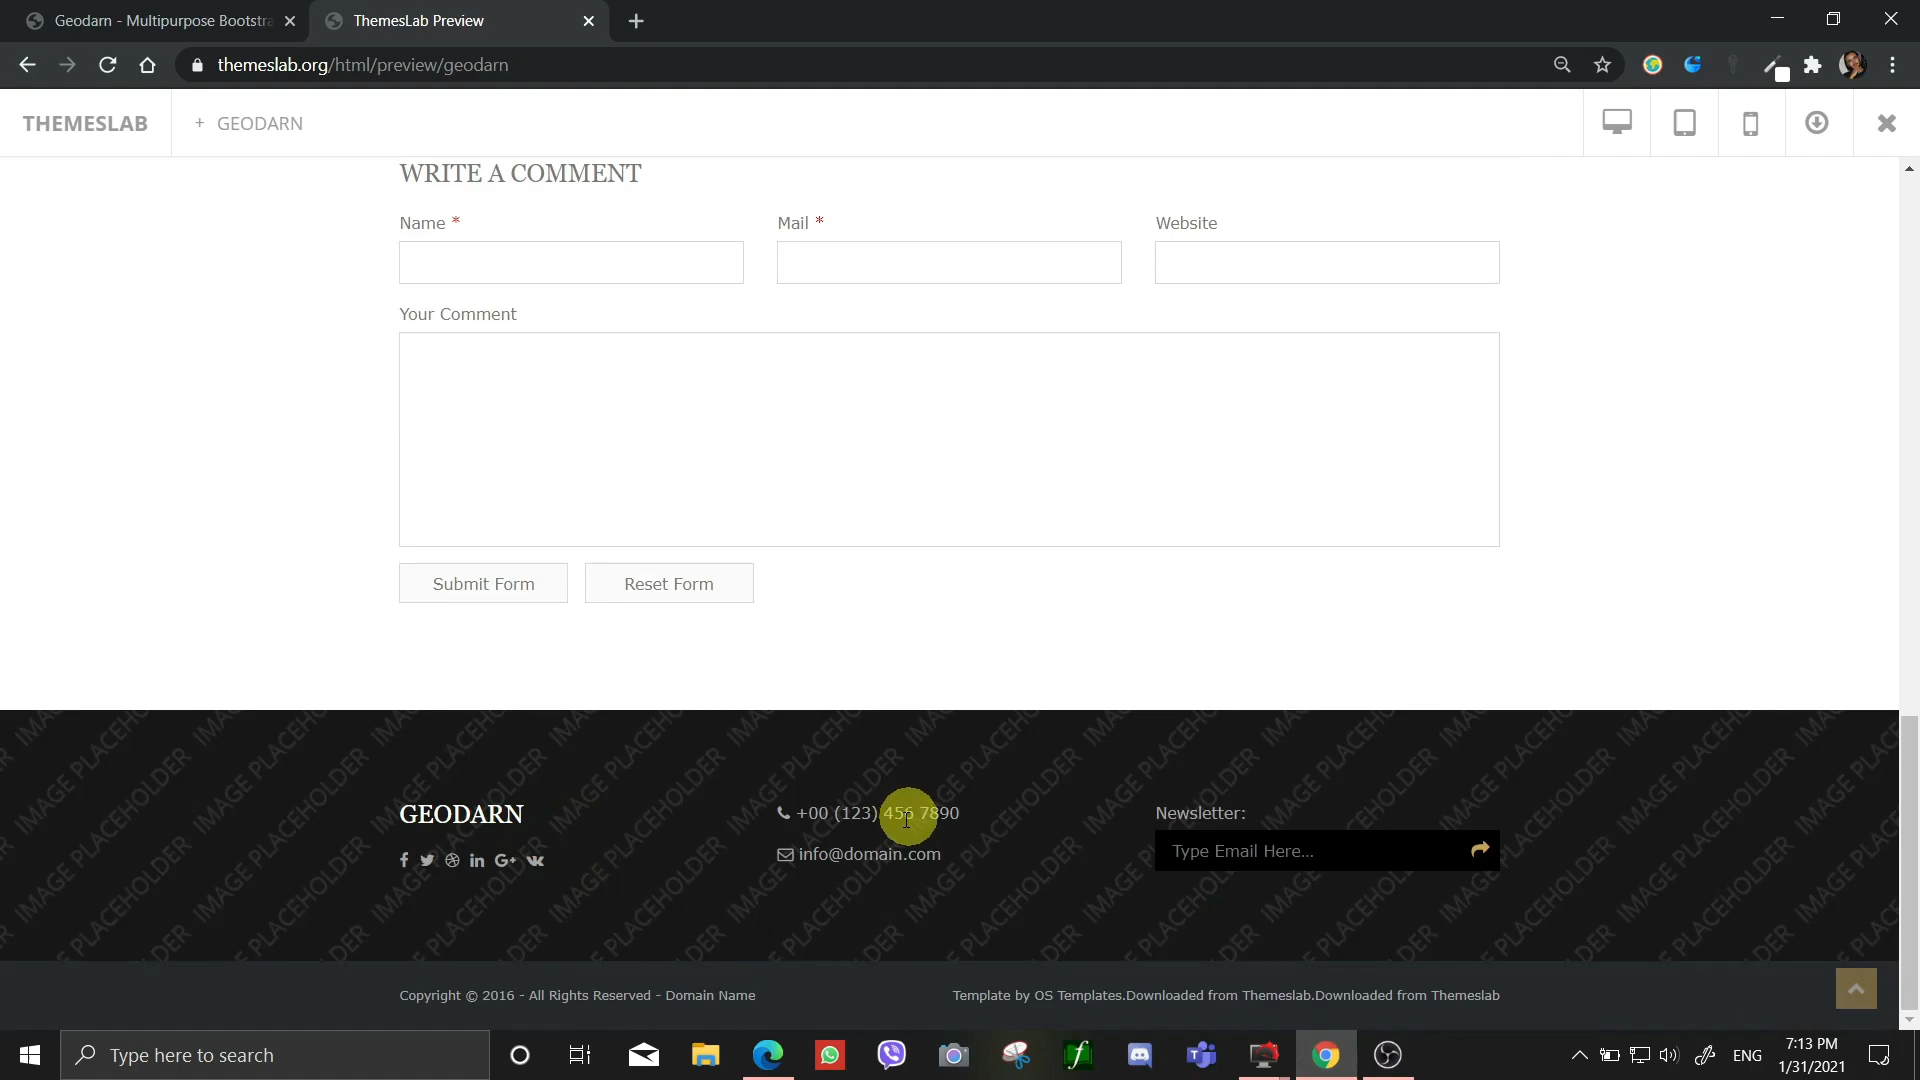 Geodarn - Multipurpose Bootstra
ThemesLab Preview
themeslab.org/html/preview/geodarn
THEMESLAB
+ GEODARN
WRITE A COMMENT
Name *
Mail *
Website
Your Comment
Submit Form
Reset Form
GEODARN
+00 (123) 456 7890
info@domain.com
Newsletter:
Type Email Here...
IMAGE PLACEHOLDER
Copyright © 2016 - All Rights Reserved - Domain Name
Template by OS Templates.Downloaded from Themeslab.Downloaded from Themeslab
Type here to search
ENG
7:13 PM
1/31/2021